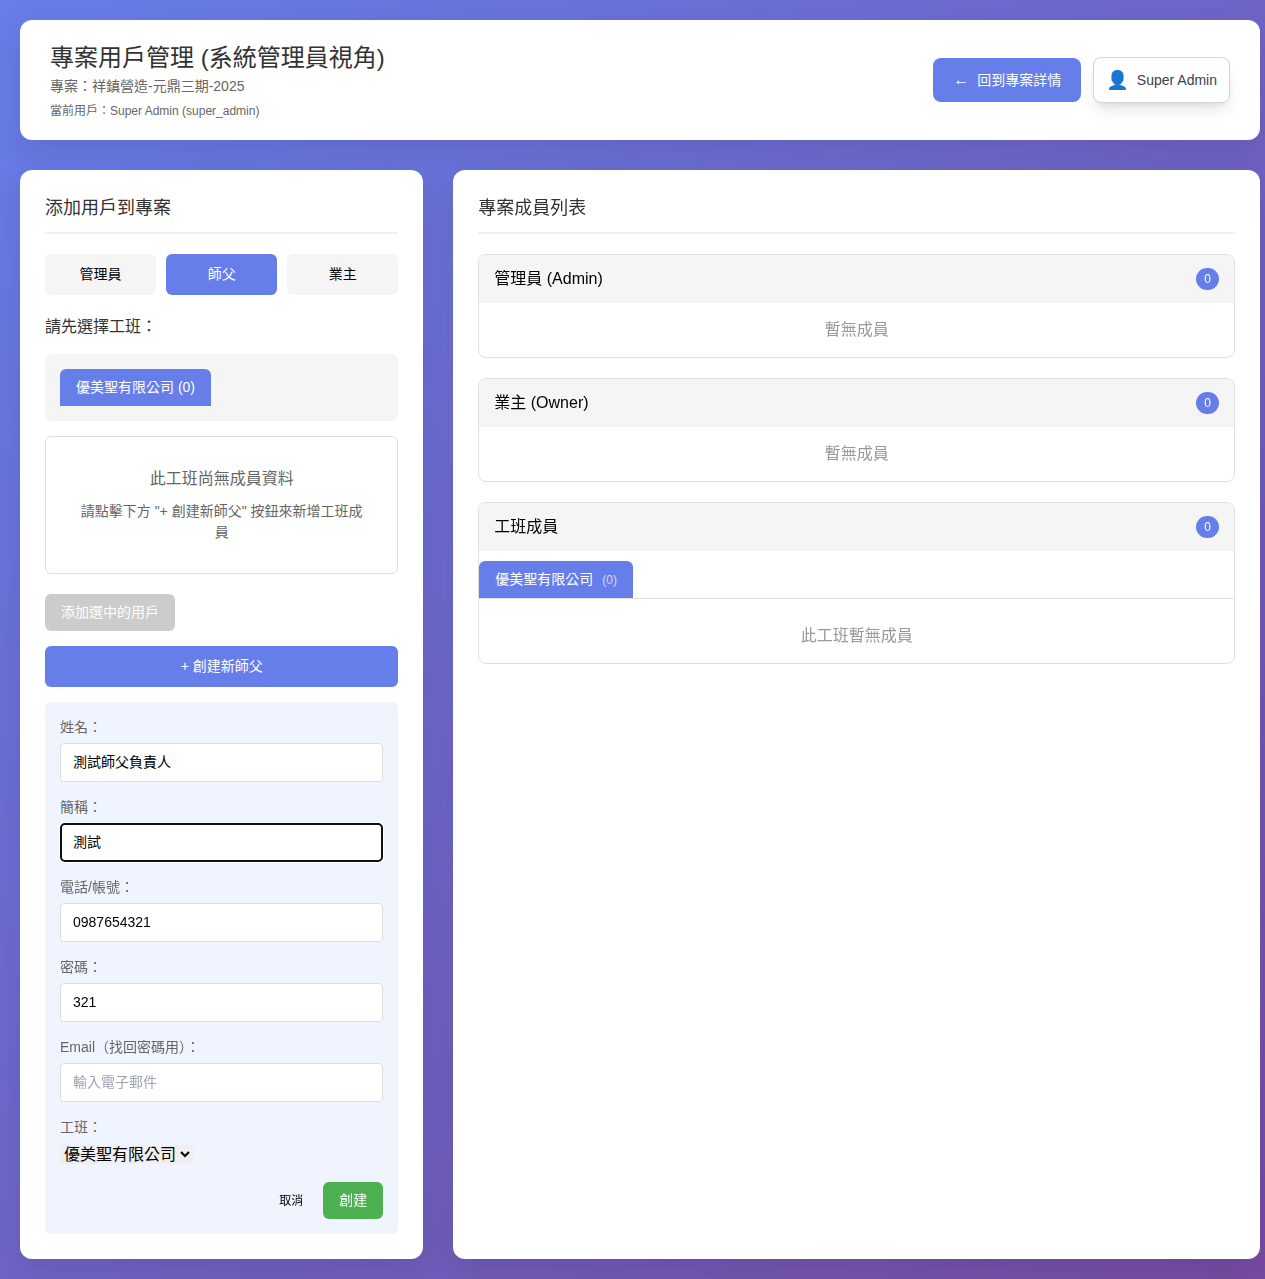 專案用戶管理 (系統管理員視角)
專案：祥鎮營造-元鼎三期-2025
當前用戶：Super Admin (super_admin)
← 回到專案詳情
Super Admin
添加用戶到專案
管理員
師父
業主
請先選擇工班：
優美聖有限公司 (0)
此工班尚無成員資料
請點擊下方 "+ 創建新師父" 按鈕來新增工班成
員
添加選中的用戶
+ 創建新師父
姓名：
測試師父負責人
簡稱：
測試
電話/帳號：
0987654321
密碼：
321
Email（找回密碼用）：
輸入電子郵件
工班：
優美聖有限公司
取消
創建
專案成員列表
管理員 (Admin)
0
暫無成員
業主 (Owner)
0
暫無成員
工班成員
0
優美聖有限公司 (0)
此工班暫無成員